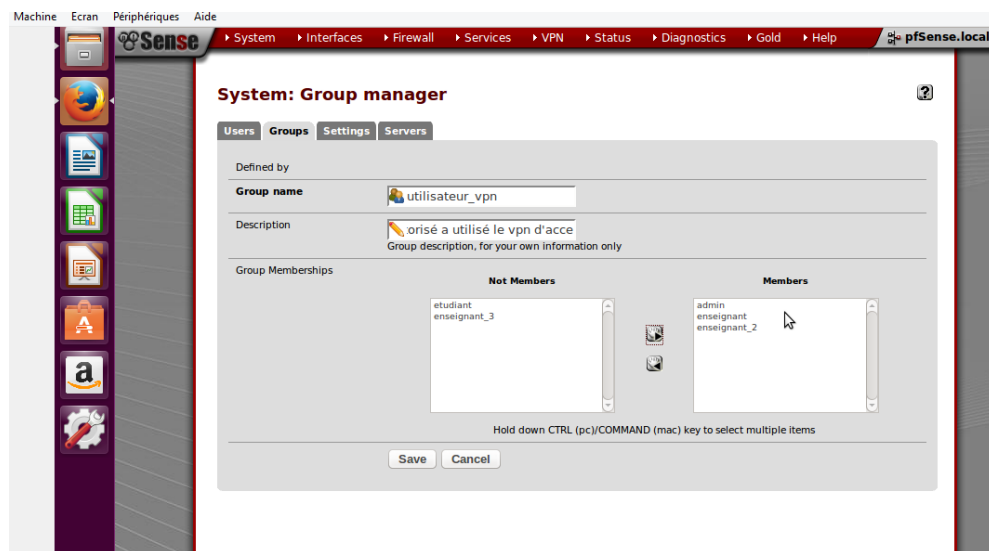 Machine Ecran Périphériques Aide
Sense System Interfaces Firewall Services VPN Status Diagnostics Gold Help pfSense.local
System: Group manager ?
Users Groups Settings Servers
Defined by
Group name utilisateur_vpn
Description orisé a utilisé le vpn d'acce
Group description, for your own information only
Group Memberships
Not Members Members
etudiant admin
enseignant_3 enseignant
enseignant_2
Hold down CTRL (pc)/COMMAND (mac) key to select multiple items
Save Cancel